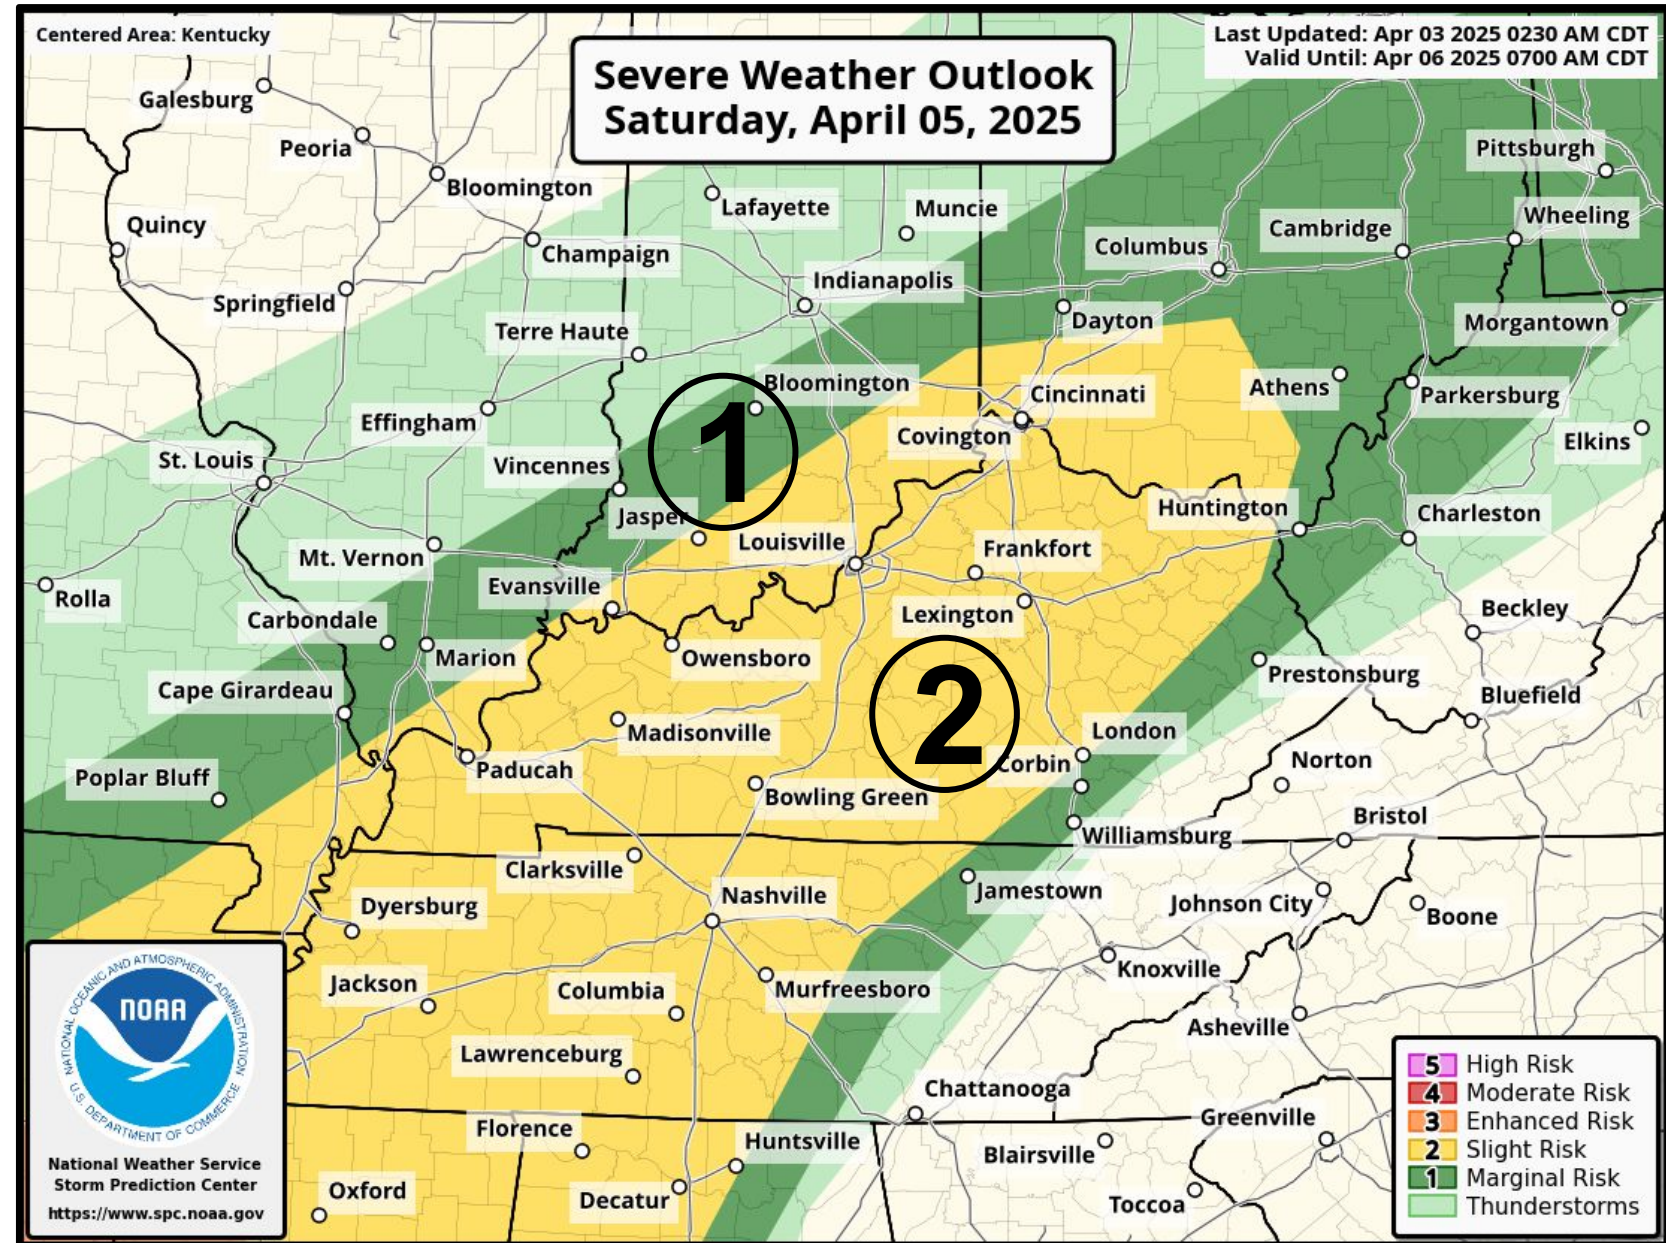 Centered Area: Kentucky
Last Updated: Apr 03 2025 0230 AM CDT
Valid Until: Apr 06 2025 0700 AM CDT
Severe Weather Outlook
Saturday, April 05, 2025
Galesburg
Peoria
Bloomington
Pittsburgh
Quincy
Lafayette
Muncie
Wheeling
Champaign
Columbus
Cambridge
Springfield
Indianapolis
Terre Haute
Dayton
Morgantown
Bloomington
Effingham
Cincinnati
Athens
Parkersburg
1
Covington
Elkins
St. Louis
Vincennes
Jasper
Huntington
Charleston
Mt. Vernon
Louisville
Frankfort
Rolla
Evansville
Carbondale
Lexington
Beckley
Marion
Owensboro
Prestonsburg
Cape Girardeau
2
Bluefield
Madisonville
London
Poplar Bluff
Paducah
Corbin
Norton
Bowling Green
Bristol
Williamsburg
Clarksville
Nashville
Jamestown
Johnson City
Boone
Dyersburg
Knoxville
Jackson
Columbia
Murfreesboro
Asheville
Lawrenceburg
Chattanooga
Florence
Huntsville
Greenville
Blairsville
Oxford
Decatur
Toccoa
NATIONAL OCEANIC AND ATMOSPHERIC ADMINISTRATION
NOAA
U.S. DEPARTMENT OF COMMERCE
National Weather Service
Storm Prediction Center
https://www.spc.noaa.gov
5 High Risk
4 Moderate Risk
3 Enhanced Risk
2 Slight Risk
1 Marginal Risk
Thunderstorms